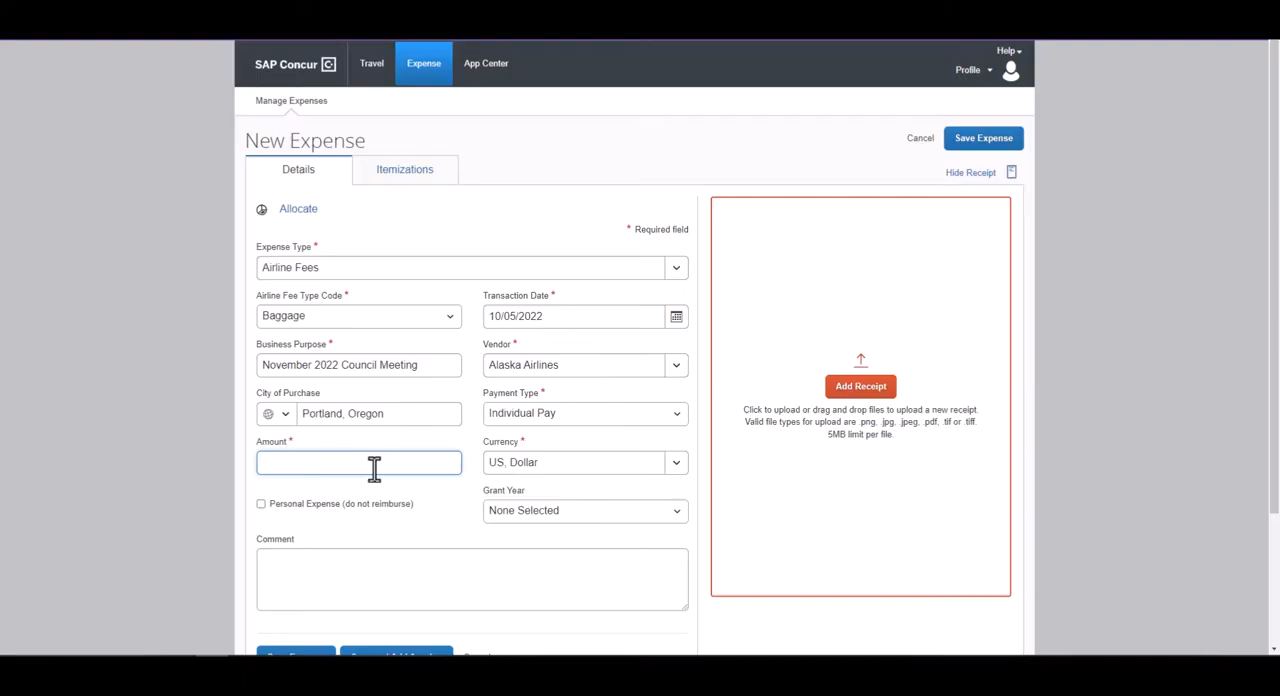 SAP Concur C
Travel
Expense
App Center
Help
Profile
Manage Expenses
New Expense
Cancel
Save Expense
Details
Itemizations
Hide Receipt
Allocate
* Required field
Expense Type *
Airline Fees
Airline Fee Type Code *
Transaction Date *
Baggage
10/05/2022
Business Purpose *
Vendor *
November 2022 Council Meeting
Alaska Airlines
City of Purchase
Payment Type *
Portland, Oregon
Individual Pay
Amount *
Currency *
US, Dollar
Personal Expense (do not reimburse)
Grant Year
None Selected
Comment
Add Receipt
Click to upload or drag and drop files to upload a new receipt.
Valid file types for upload are .png, .jpg, .jpeg, .pdf, .tif or .tiff.
5MB limit per file.